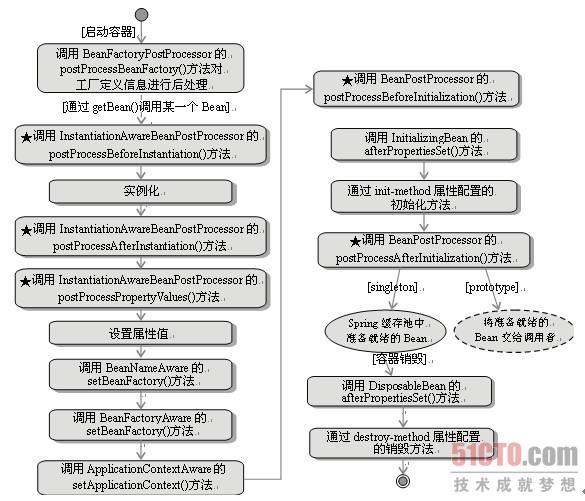 [启动容器]
调用 BeanFactoryPostProcessor 的
postProcessBeanFactory()方法对
工厂定义信息进行后处理
[通过 getBean()调用某一个 Bean]
★调用 InstantiationAwareBeanPostProcessor 的
postProcessBeforeInstantiation()方法
实例化
★调用 InstantiationAwareBeanPostProcessor 的
postProcessAfterInstantiation()方法
★调用 InstantiationAwareBeanPostProcessor 的
postProcessPropertyValues()方法
设置属性值
调用 BeanNameAware 的
setBeanFactory()方法
调用 BeanFactoryAware 的
setBeanFactory()方法
调用 ApplicationContextAware 的
setApplicationContext()方法
★调用 BeanPostProcessor 的
postProcessBeforeInitialization()方法
调用 InitializingBean 的
afterPropertiesSet()方法
通过 init-method 属性配置的
初始化方法
★调用 BeanPostProcessor 的
postProcessAfterInitialization()方法
[singleton]
[prototype]
Spring 缓存池中
准备就绪的 Bean
将准备就绪的
Bean 交给调用者
[容器销毁]
调用 DisposableBean 的
afterPropertiesSet()方法
通过 destroy-method 属性配置
的销毁方法
51CTO.com
技术成就梦想